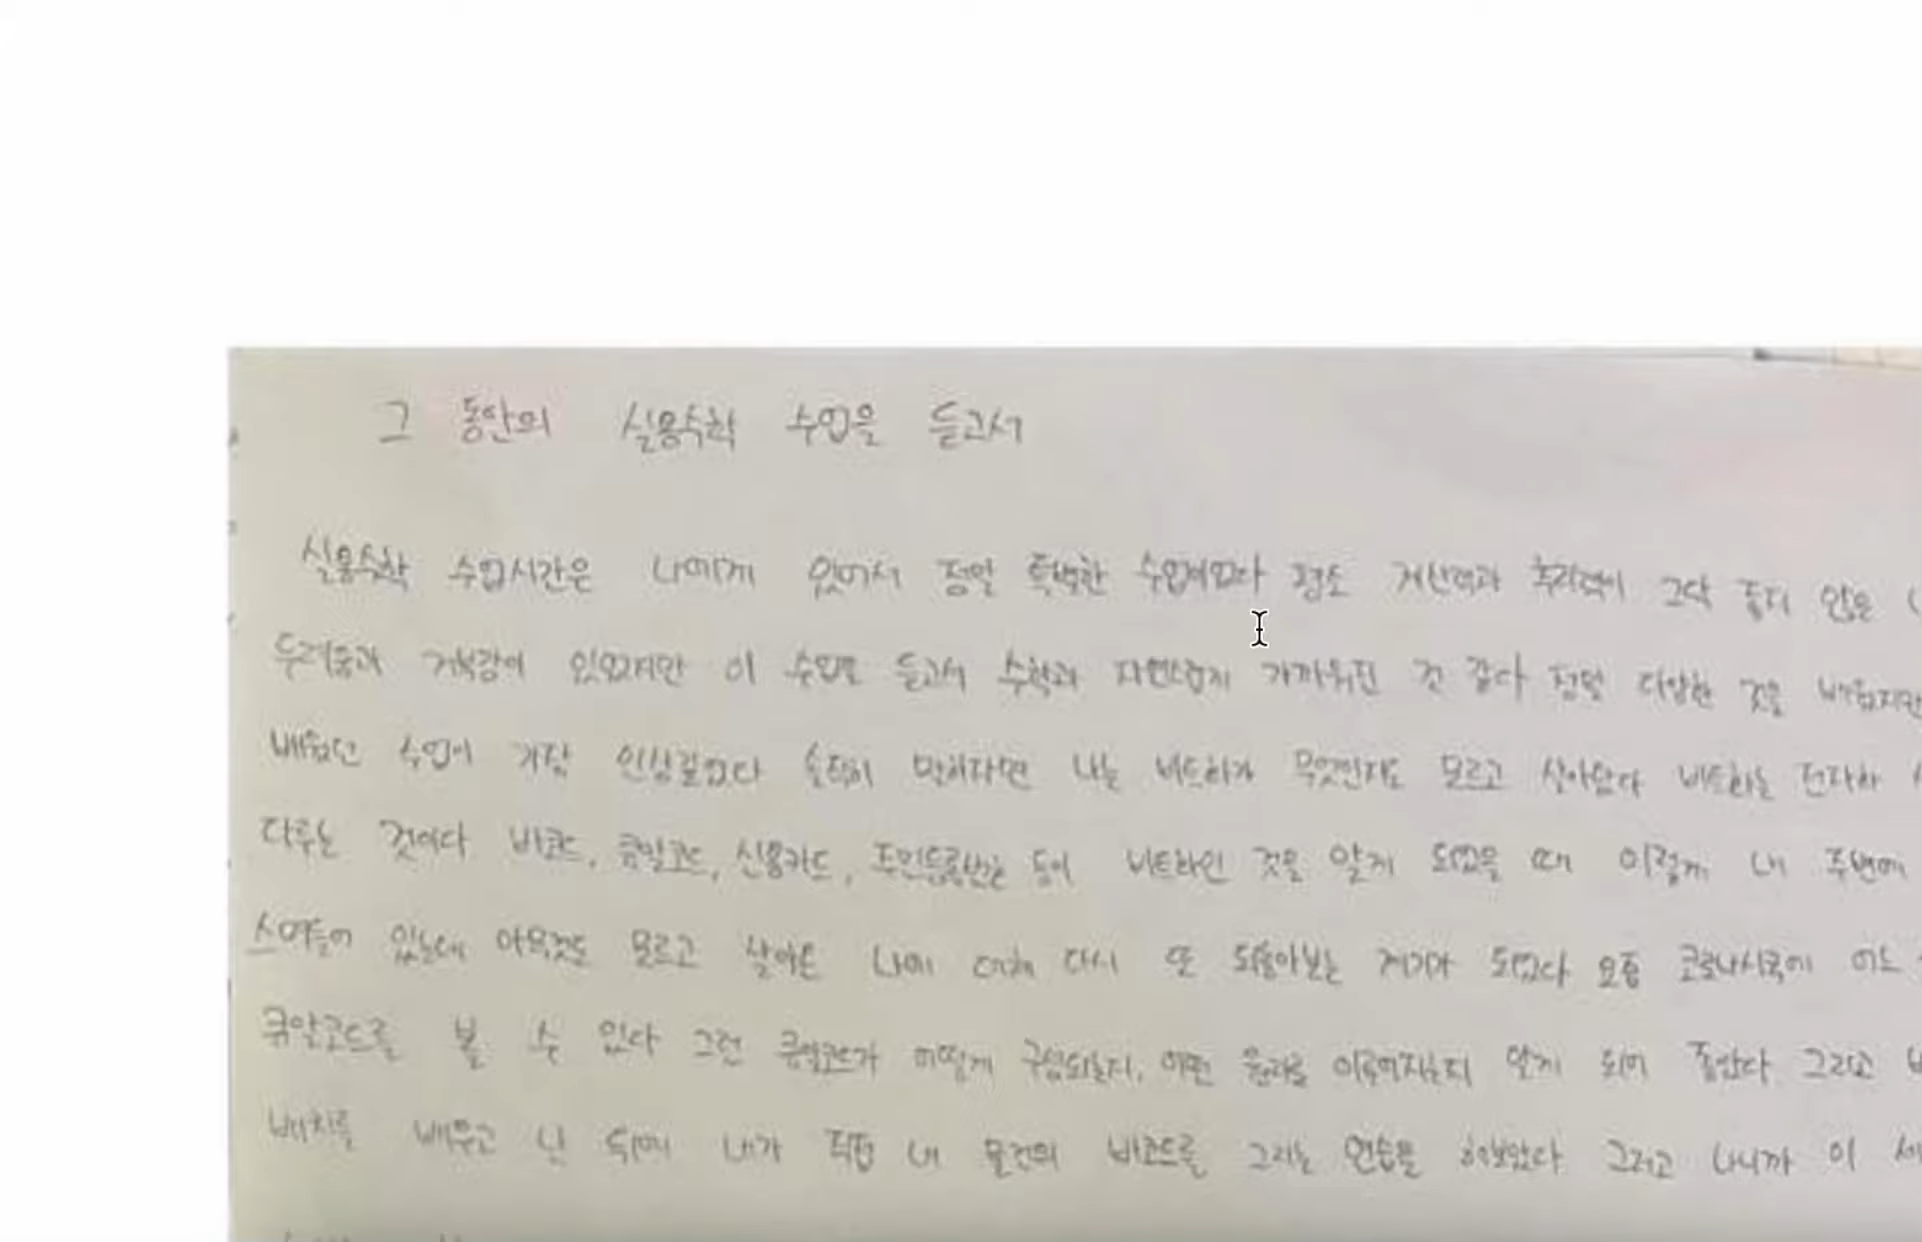 그 동안의 실용수학 수업을 듣고서
실용수학 수업시간은 나에게 있어서 정말 특별한 수업이었다 평소 계산력과 추리력이 그닥 좋지 않은
두려움과 거북감이 있었지만 이 수업을 듣고서 수학과 자연스럽게 가까워진 것 같다 정말 다양한 것을 배웠지만
배웠던 수업이 가장 인상깊었다 솔직히 말하자면 나는 비트화가 무엇인지도 모르고 살아왔다 비트화는 전자화
다루는 것이다 바코드, 큐알코드, 신용카드, 주민등록번호 등이 비트화인 것을 알게 되었을 때 이렇게 내 주변에
스며들어 있는데 아무것도 모르고 살아온 나에 대해 다시 또 되돌아보는 계기가 되었다 요즘 코로나시국에 어느
큐알코드를 볼 수 있다 그런 큐알코드가 어떻게 구성되는지, 어떤 원리로 이루어지는지 알게 되어 좋았다 그리고
배치를 배우고 난 뒤에 내가 직접 내 물건의 바코드를 그리는 연습을 해보았다 그리고 나니까 이 세